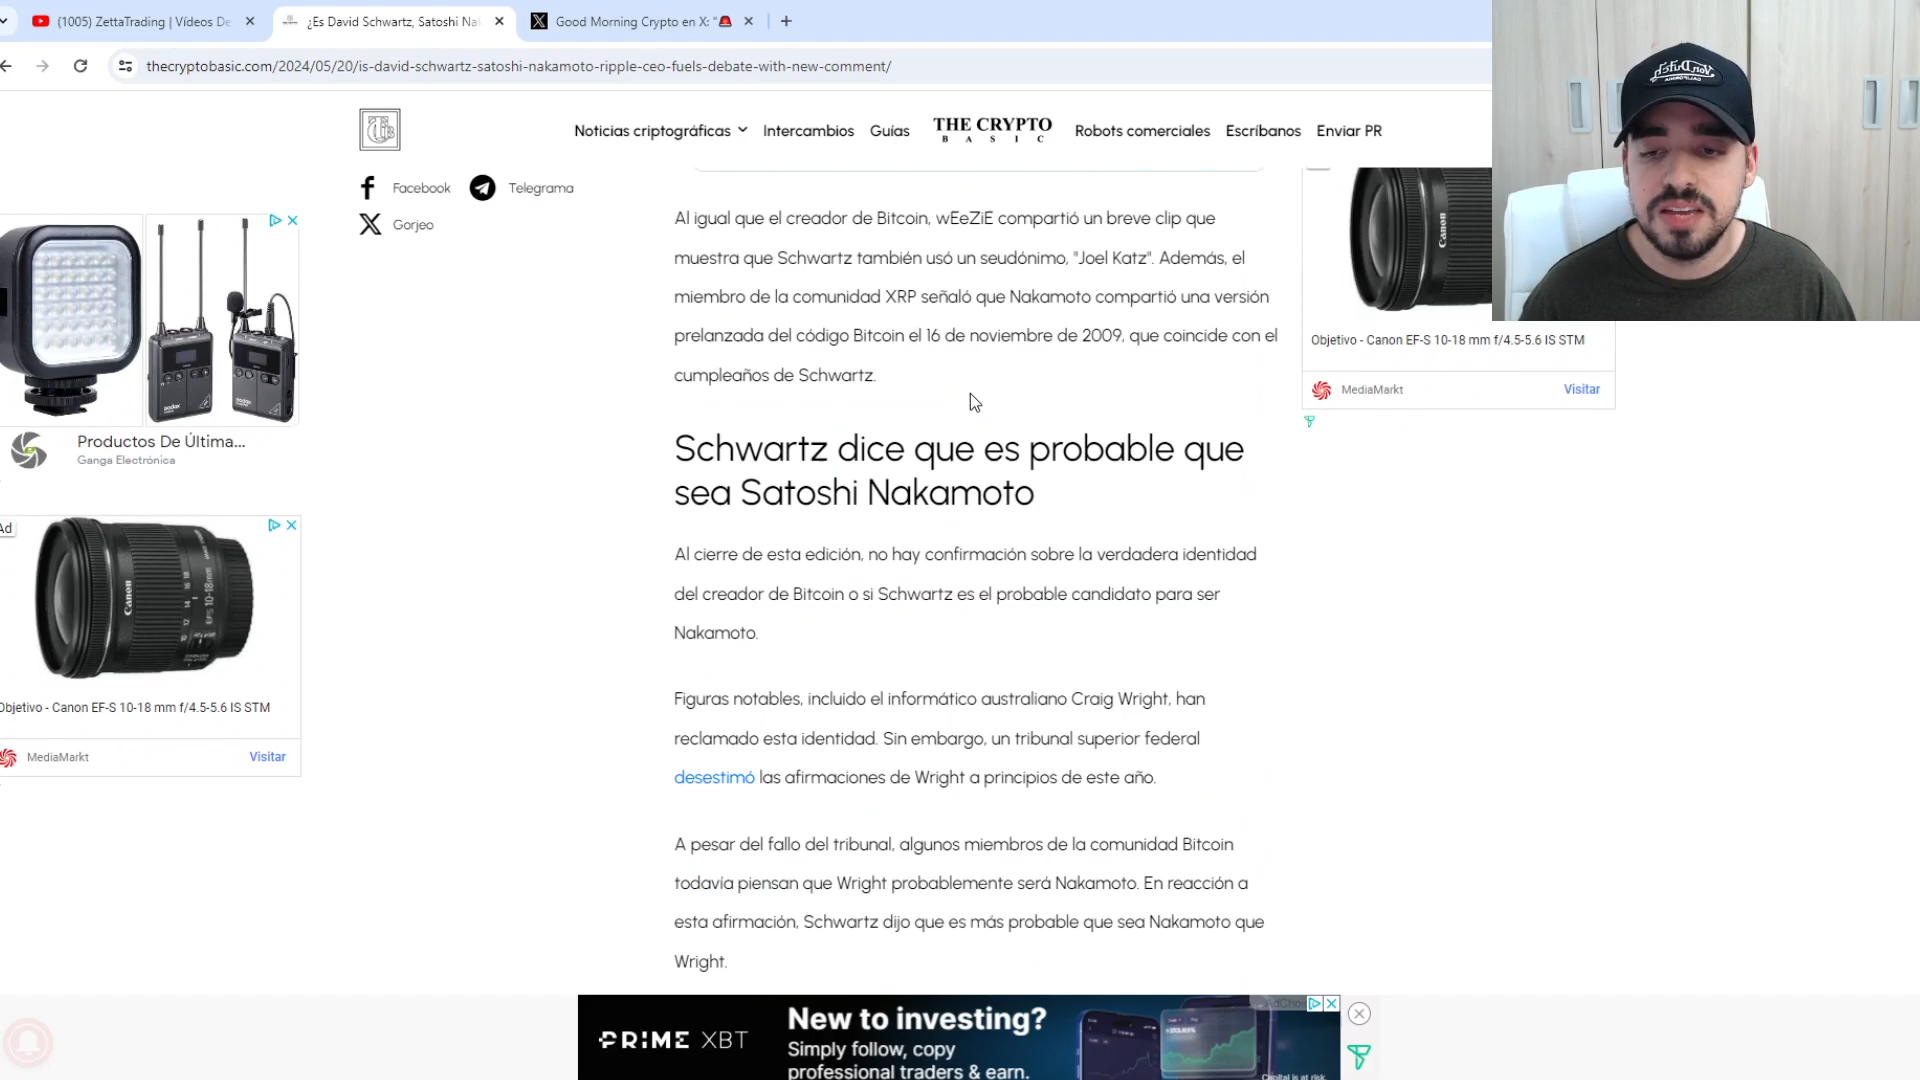 (1005) ZettaTrading | Vídeos De
¿Es David Schwartz, Satoshi Na
Good Morning Crypto en X: "🚨
thecryptobasic.com/2024/05/20/is-david-schwartz-satoshi-nakamoto-ripple-ceo-fuels-debate-with-new-comment/
Noticias criptográficas
Intercambios
Guías
THE CRYPTO
BASIC
Robots comerciales
Escríbanos
Enviar PR
Facebook
Telegrama
Gorjeo
Al igual que el creador de Bitcoin, wEeZiE compartió un breve clip que
muestra que Schwartz también usó un seudónimo, "Joel Katz". Además, el
miembro de la comunidad XRP señaló que Nakamoto compartió una versión
prelanzada del código Bitcoin el 16 de noviembre de 2009, que coincide con el
cumpleaños de Schwartz.
Schwartz dice que es probable que
sea Satoshi Nakamoto
Al cierre de esta edición, no hay confirmación sobre la verdadera identidad
del creador de Bitcoin o si Schwartz es el probable candidato para ser
Nakamoto.
Figuras notables, incluido el informático australiano Craig Wright, han
reclamado esta identidad. Sin embargo, un tribunal superior federal
desestimó las afirmaciones de Wright a principios de este año.
A pesar del fallo del tribunal, algunos miembros de la comunidad Bitcoin
todavía piensan que Wright probablemente será Nakamoto. En reacción a
esta afirmación, Schwartz dijo que es más probable que sea Nakamoto que
Wright.
Productos De Última...
Ganga Electrónica
Ad
Canon
EFS 10-18mm
Objetivo - Canon EF-S 10-18 mm f/4.5-5.6 IS STM
MediaMarkt
Visitar
Canon
Objetivo - Canon EF-S 10-18 mm f/4.5-5.6 IS STM
MediaMarkt
Visitar
PRIME XBT
New to investing?
Simply follow, copy
professional traders & earn.
Capital is at risk.